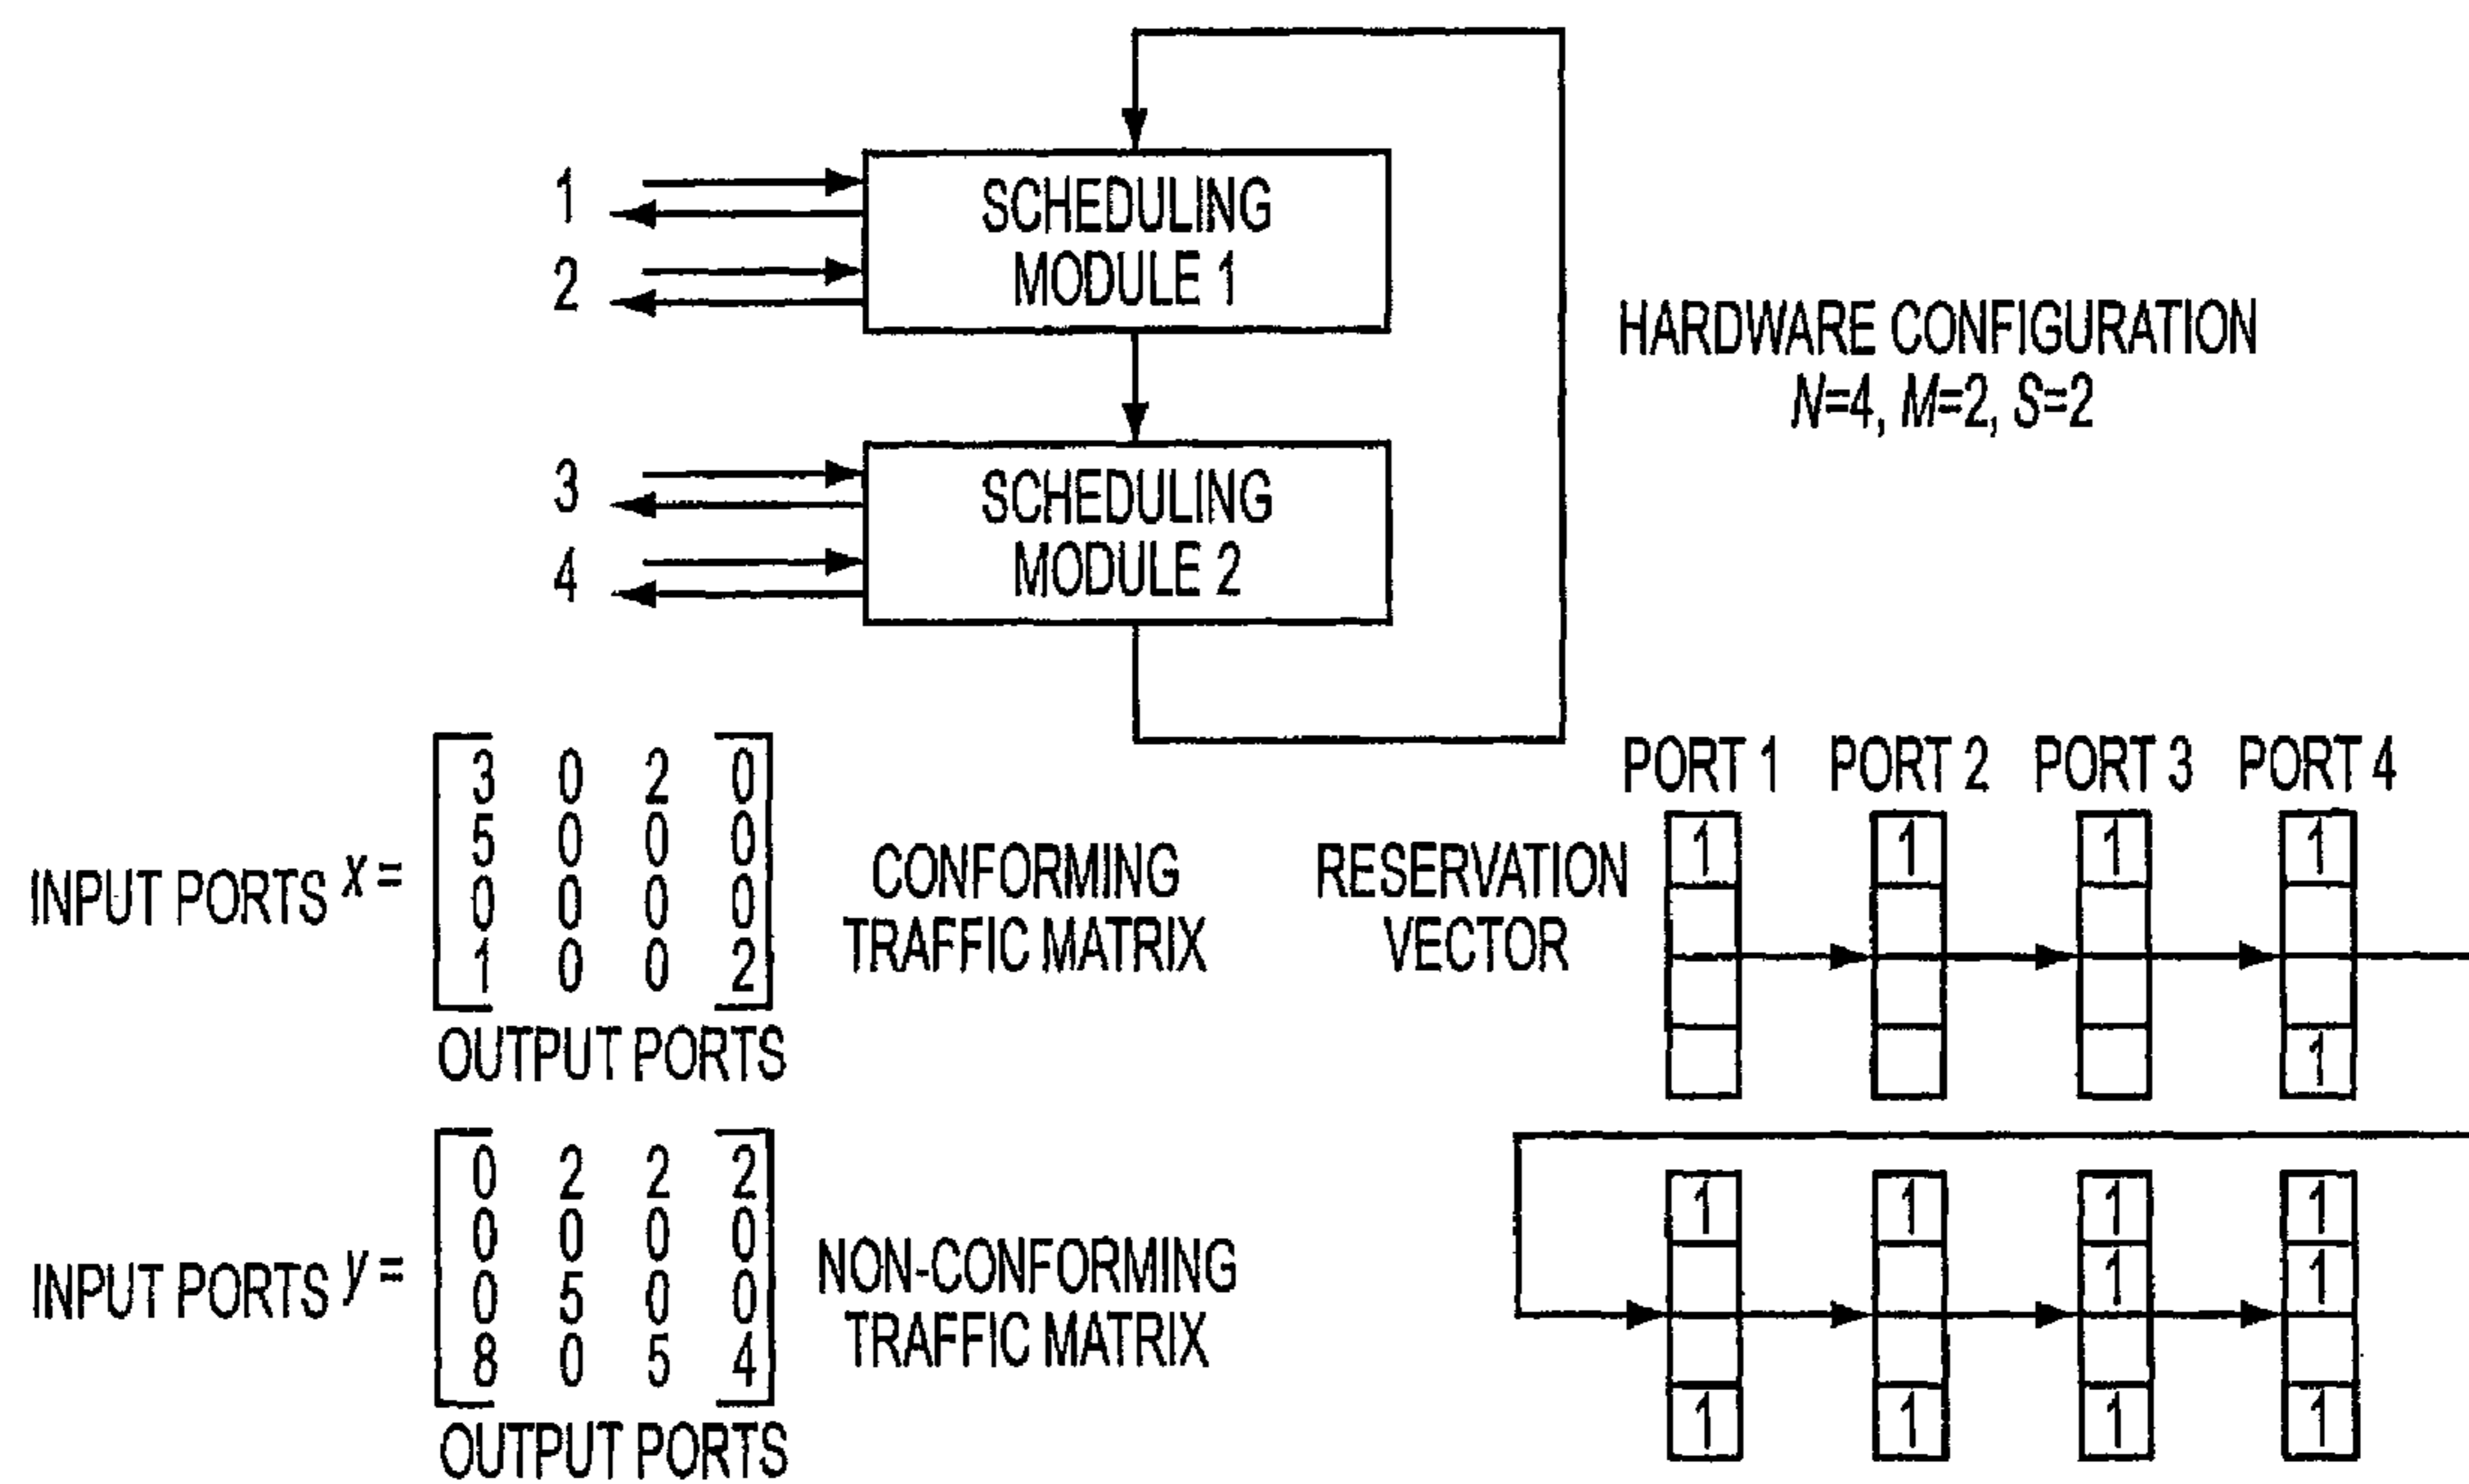 1
2
SCHEDULING
MODULE 1
3
4
SCHEDULING
MODULE 2
HARDWARE CONFIGURATION
N=4, M=2, S=2
INPUT PORTS x =
3 0 2 0
5 0 0 0
0 0 0 0
1 0 0 2
OUTPUT PORTS
CONFORMING
TRAFFIC MATRIX
INPUT PORTS y =
0 2 2 2
0 0 0 0
0 5 0 0
8 0 5 4
OUTPUT PORTS
NON-CONFORMING
TRAFFIC MATRIX
RESERVATION
VECTOR
PORT 1 PORT 2 PORT 3 PORT 4
1 1 1 1
1
1 1 1 1
1 1
1 1 1 1